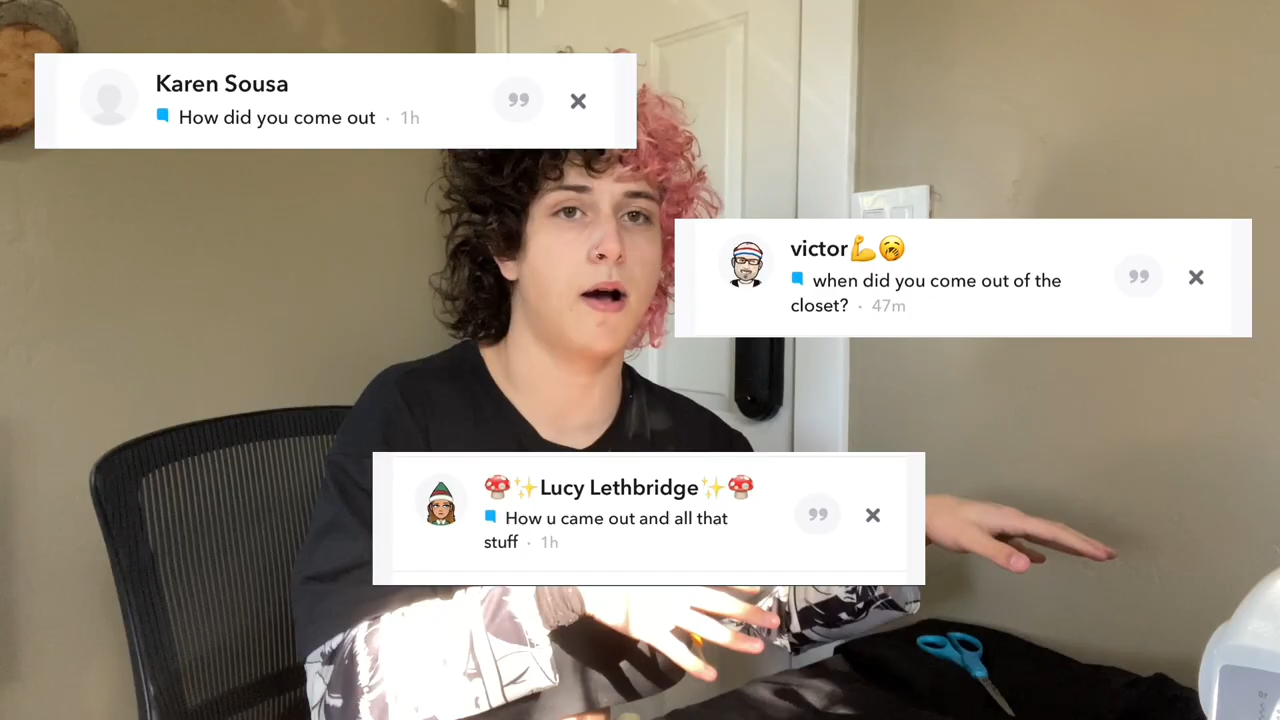 Karen Sousa
How did you come out · 1h
victor💪🥱
when did you come out of the
closet? · 47m
🍄✨Lucy Lethbridge✨🍄
How u came out and all that
stuff · 1h